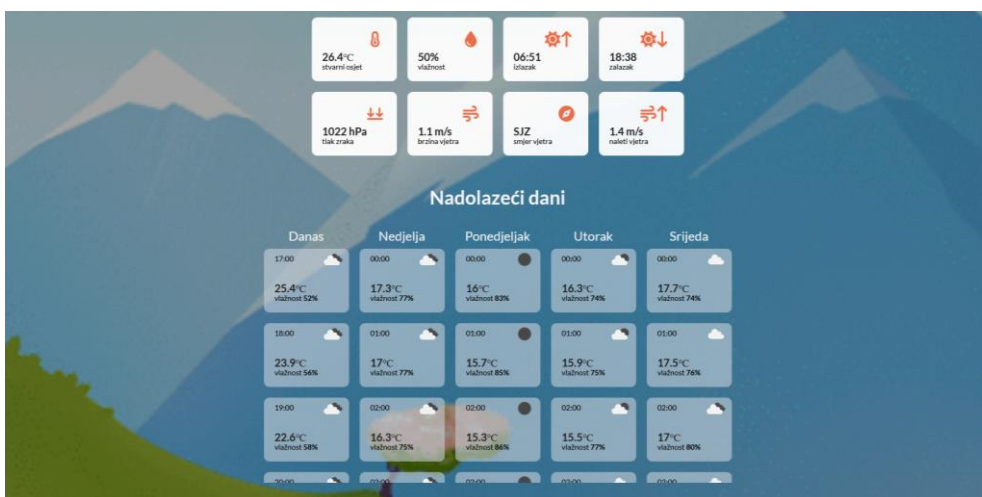 26.4°C
stvarni osjet
50%
vlažnost
06:51
izlazak
18:38
zalazak
1022 hPa
tlak zraka
1.1 m/s
brzina vjetra
SJZ
smjer vjetra
1.4 m/s
naleti vjetra
Nadolazeći dani
Danas Nedjelja Ponedjeljak Utorak Srijeda
17:00 00:00 00:00 00:00 00:00
25.4°C 17.3°C 16°C 16.3°C 17.7°C
vlažnost 52% vlažnost 77% vlažnost 83% vlažnost 74% vlažnost 74%
18:00 01:00 01:00 01:00 01:00
23.9°C 17°C 15.7°C 15.9°C 17.5°C
vlažnost 56% vlažnost 77% vlažnost 85% vlažnost 75% vlažnost 76%
19:00 02:00 02:00 02:00 02:00
22.6°C 16.3°C 15.3°C 15.5°C 17°C
vlažnost 58% vlažnost 75% vlažnost 86% vlažnost 77% vlažnost 80%